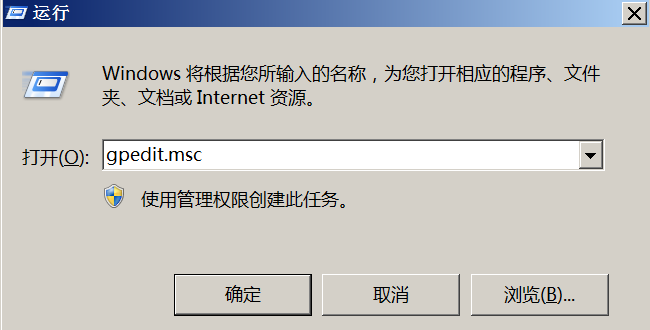 运行
Windows 将根据您所输入的名称，为您打开相应的程序、文件
夹、文档或 Internet 资源。
打开(O): gpedit.msc
使用管理权限创建此任务。
确定 取消 浏览(B)...